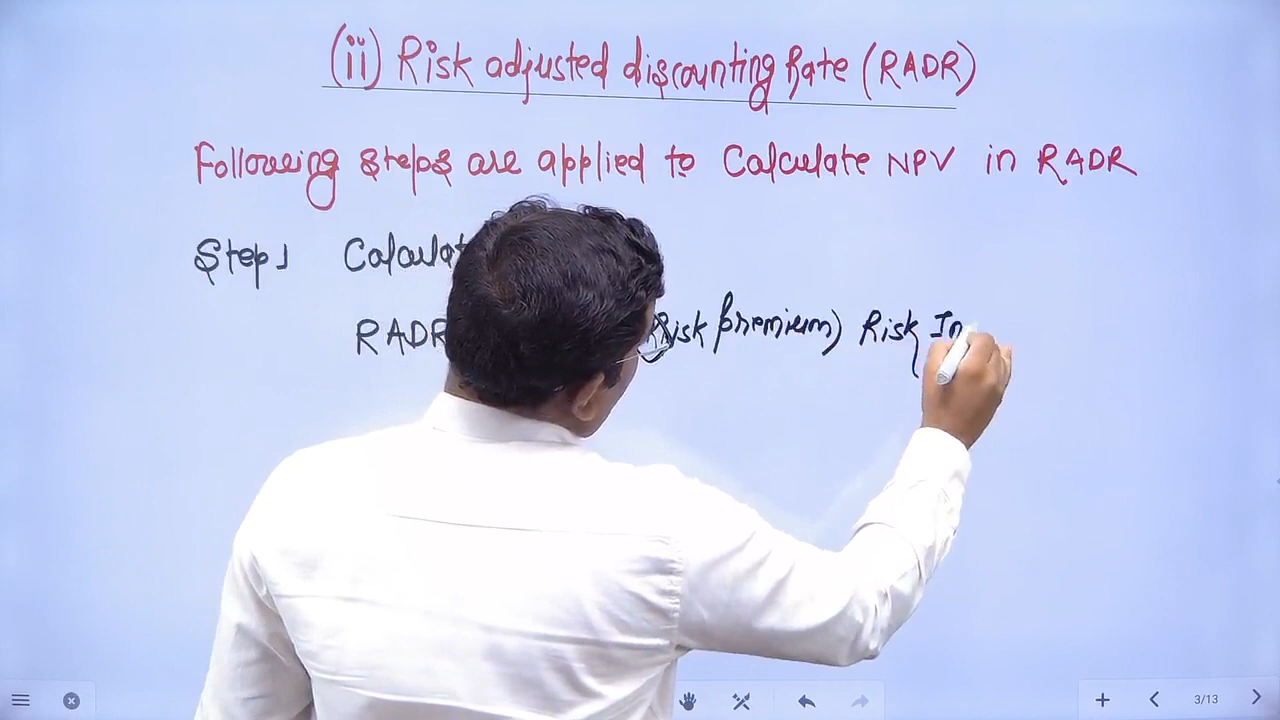 (ii) Risk adjusted discounting Rate (RADR)
Following steps are applied to Calculate NPV in RADR
Step 1 Calculat
RADR Risk premium) Risk In
3/13